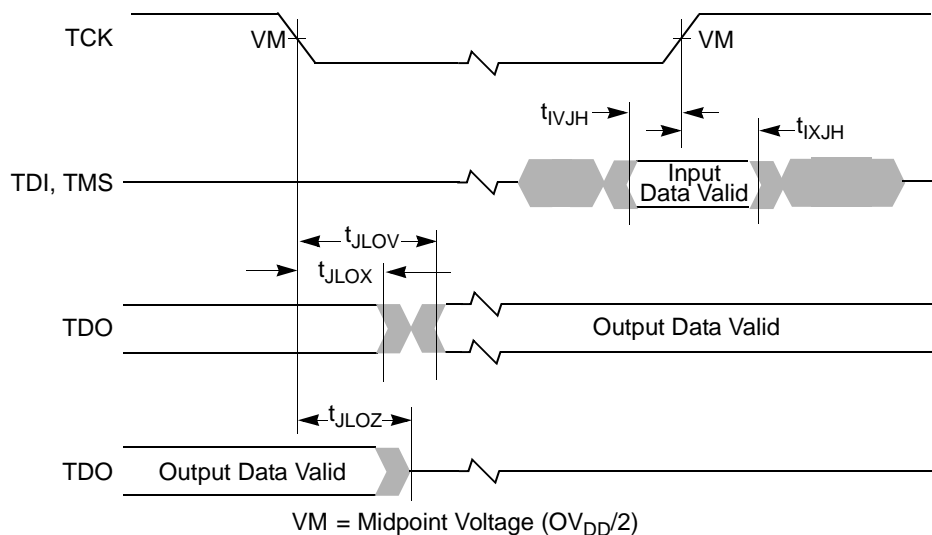 TCK
VM
VM
tIVJH
tIXJH
TDI, TMS
Input
Data Valid
tJLOV
tJLOX
TDO
Output Data Valid
tJLOZ
TDO
Output Data Valid
VM = Midpoint Voltage (OVDD/2)